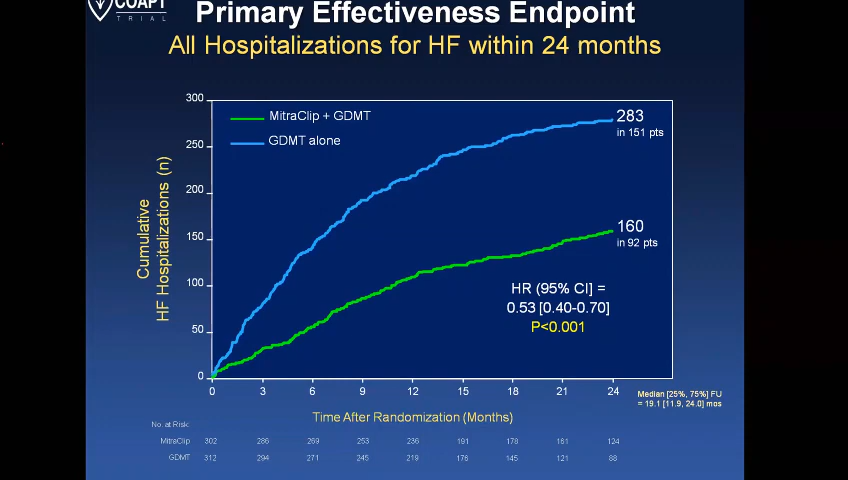 COAPT
TRIAL
Primary Effectiveness Endpoint
All Hospitalizations for HF within 24 months
300
250
200
150
100
50
0
Cumulative
HF Hospitalizations (n)
MitraClip + GDMT
GDMT alone
283
in 151 pts
160
in 92 pts
HR (95% CI] =
0.53 [0.40-0.70]
P<0.001
0 3 6 9 12 15 18 21 24
Time After Randomization (Months)
Median [25%, 75%] FU
= 19.1 [11.9, 24.0] mos
No. at Risk:
MitraClip 302 286 269 253 236 191 178 161 124
GDMT 312 294 271 245 219 176 145 121 88